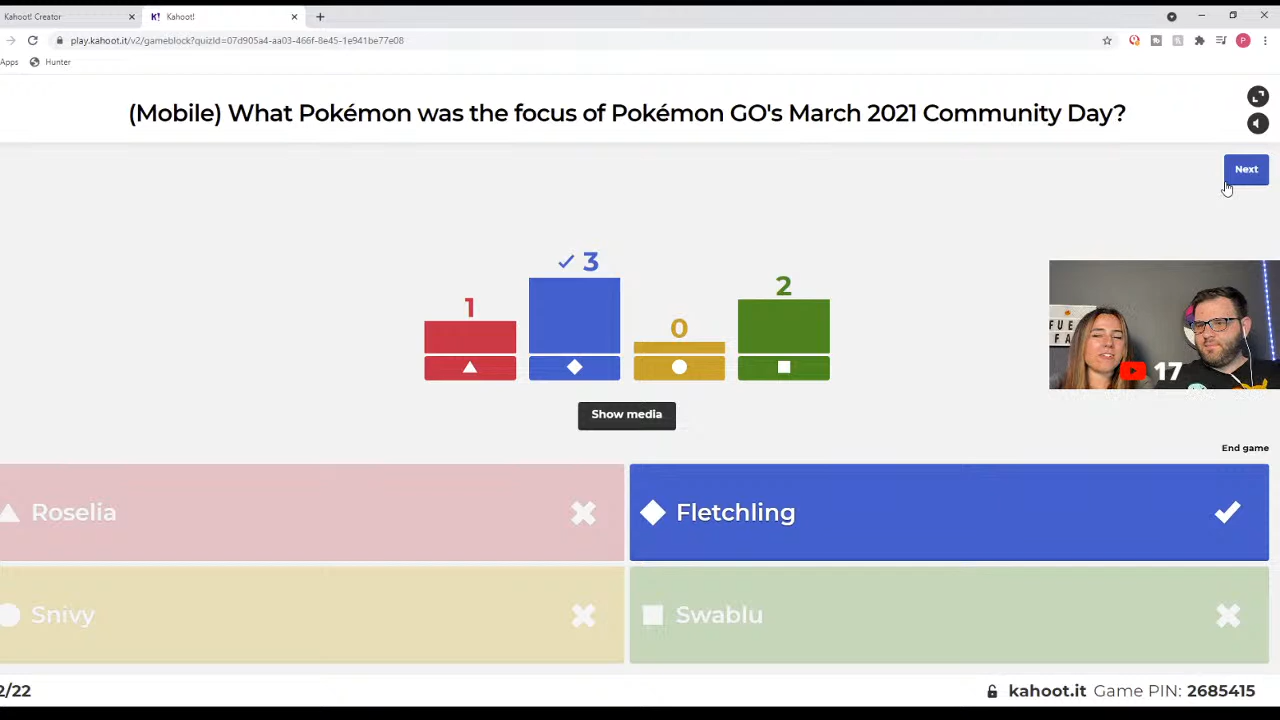 Kahoot! Creator
K! Kahoot!
play.kahoot.it/v2/gameblock?quizId=07d905a4-aa03-466f-8e45-1e941be77e08
P
Apps
Hunter
(Mobile) What Pokémon was the focus of Pokémon GO's March 2021 Community Day?
Next
1
3
0
2
FUE
FA
17
Show media
End game
Roselia
Fletchling
Snivy
Swablu
2/22
kahoot.it Game PIN: 2685415